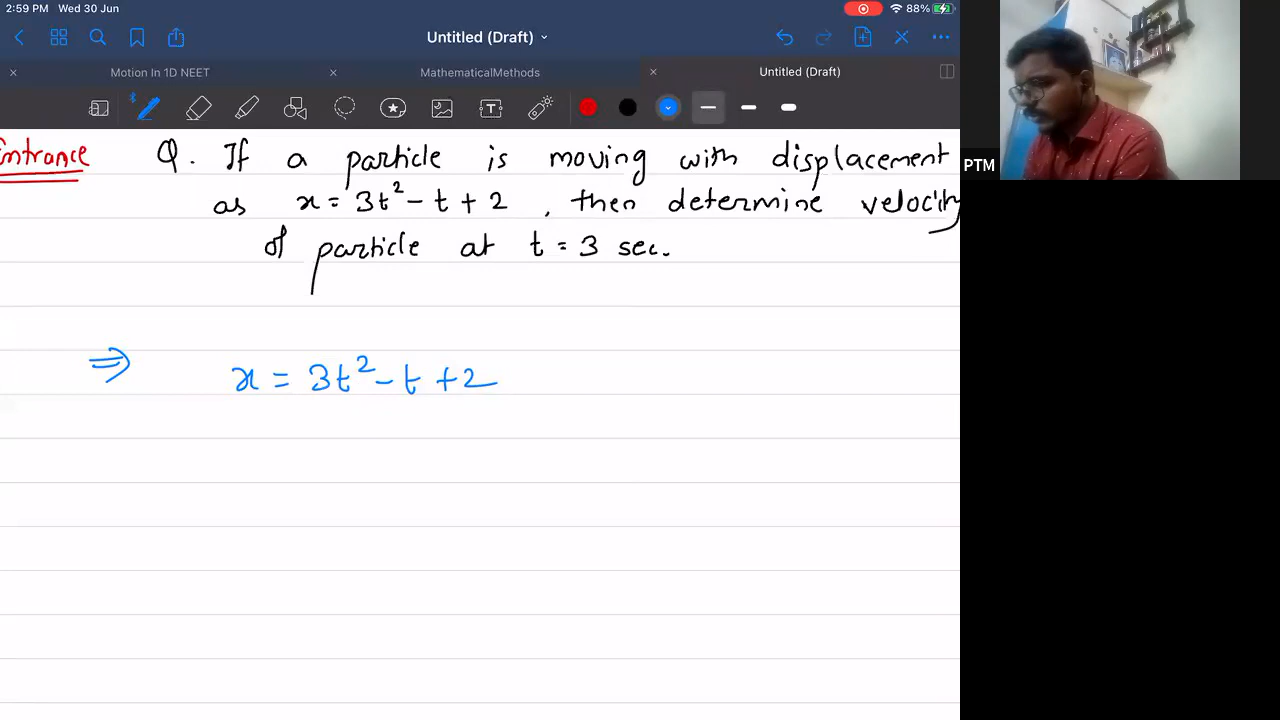 2:59 PM Wed 30 Jun
88%
Untitled (Draft)
Motion In 1D NEET
MathematicalMethods
Untitled (Draft)
T
Entrance Q. If a particle is moving with displacement
as x = 3t² - t + 2 , then determine velocity
of particle at t = 3 sec.
PTM
⇒ x = 3t² - t + 2